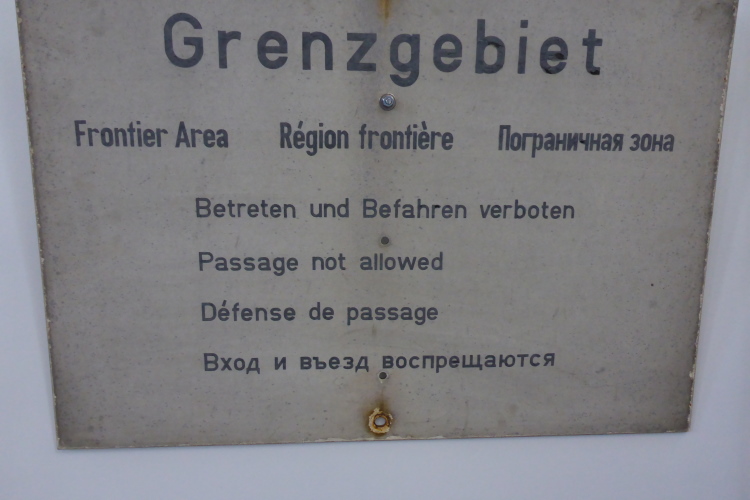 Grenzgebiet
Frontier Area Région frontière Пограничная зона
Betreten und Befahren verboten
Passage not allowed
Défense de passage
Вход и въезд воспрещаются